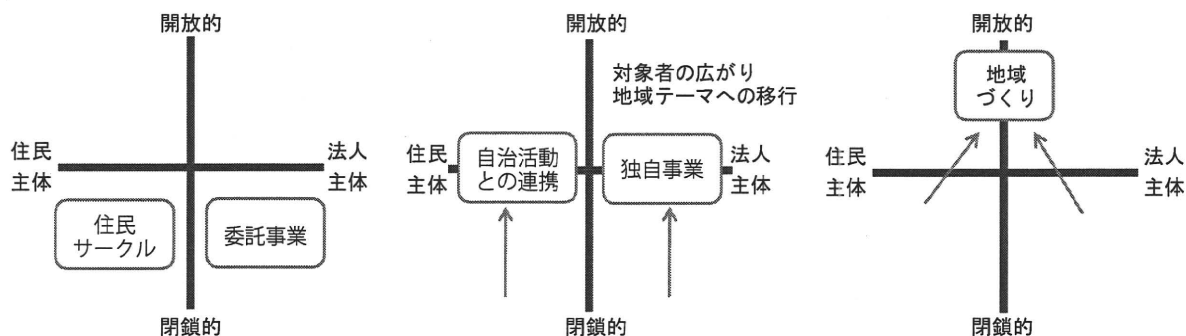 開放的
住民
主体
法人
主体
住民
サークル
委託事業
閉鎖的
開放的
対象者の広がり
地域テーマへの移行
住民
主体
自治活動
との連携
独自事業
法人
主体
閉鎖的
開放的
地域
づくり
住民
主体
法人
主体
閉鎖的